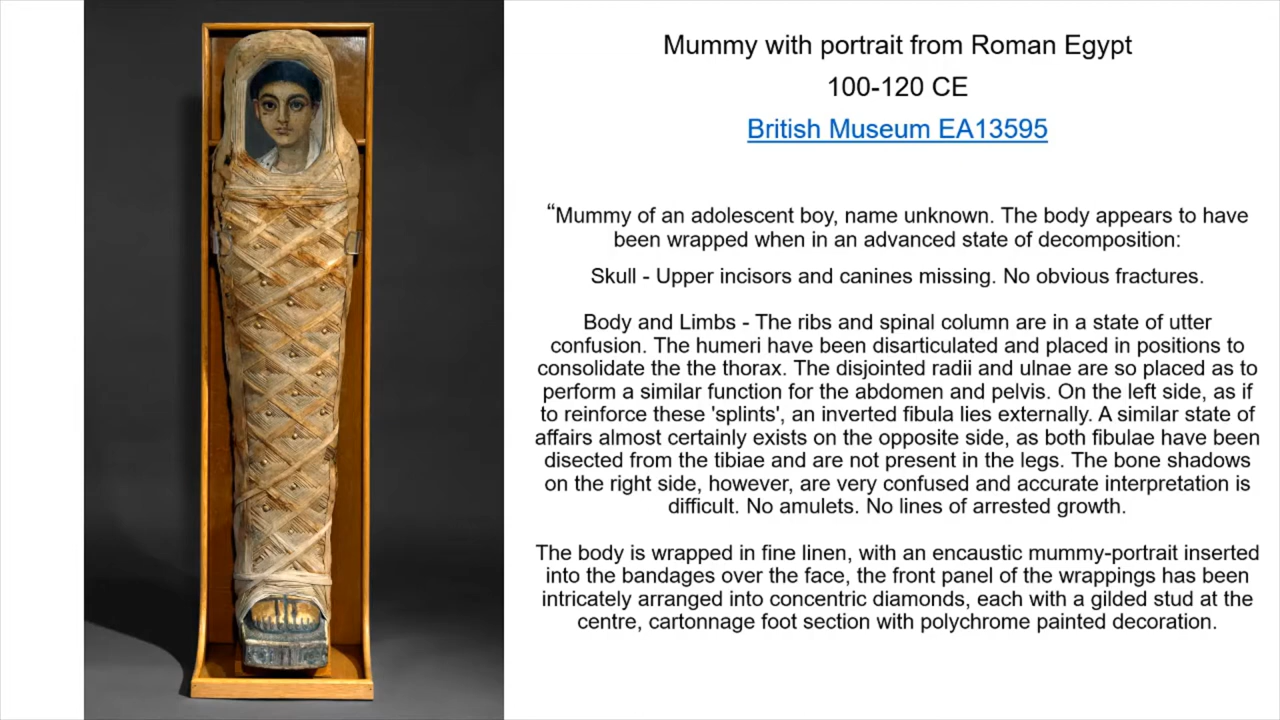 Mummy with portrait from Roman Egypt
100-120 CE
British Museum EA13595
“Mummy of an adolescent boy, name unknown. The body appears to have
been wrapped when in an advanced state of decomposition:
Skull - Upper incisors and canines missing. No obvious fractures.
Body and Limbs - The ribs and spinal column are in a state of utter
confusion. The humeri have been disarticulated and placed in positions to
consolidate the the thorax. The disjointed radii and ulnae are so placed as to
perform a similar function for the abdomen and pelvis. On the left side, as if
to reinforce these 'splints', an inverted fibula lies externally. A similar state of
affairs almost certainly exists on the opposite side, as both fibulae have been
disected from the tibiae and are not present in the legs. The bone shadows
on the right side, however, are very confused and accurate interpretation is
difficult. No amulets. No lines of arrested growth.
The body is wrapped in fine linen, with an encaustic mummy-portrait inserted
into the bandages over the face, the front panel of the wrappings has been
intricately arranged into concentric diamonds, each with a gilded stud at the
centre, cartonnage foot section with polychrome painted decoration.